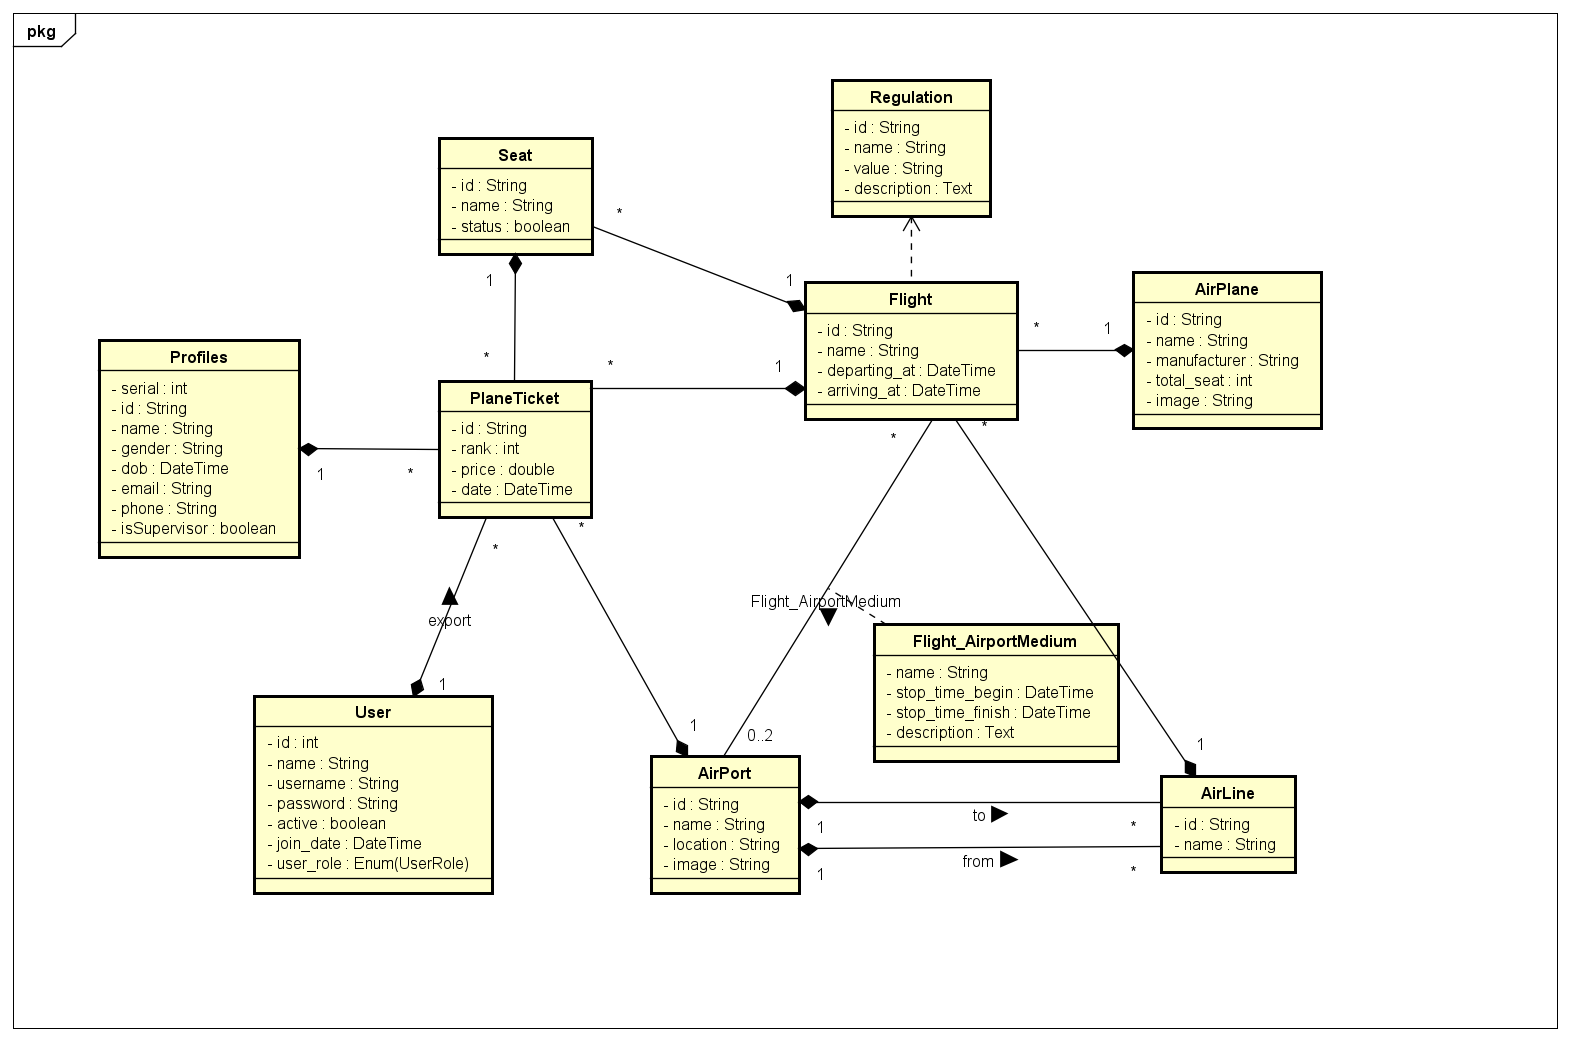 pkg
Regulation
- id : String
- name : String
- value : String
- description : Text
Seat
- id : String
- name : String
- status : boolean
*
1
1
*
Flight
- id : String
- name : String
- departing_at : DateTime
- arriving_at : DateTime
*
1
AirPlane
- id : String
- name : String
- manufacturer : String
- total_seat : int
- image : String
*
1
Profiles
- serial : int
- id : String
- name : String
- gender : String
- dob : DateTime
- email : String
- phone : String
- isSupervisor : boolean
1
*
PlaneTicket
- id : String
- rank : int
- price : double
- date : DateTime
*
*
*
*
export
1
Flight_AirportMedium
Flight_AirportMedium
- name : String
- stop_time_begin : DateTime
- stop_time_finish : DateTime
- description : Text
User
- id : int
- name : String
- username : String
- password : String
- active : boolean
- join_date : DateTime
- user_role : Enum(UserRole)
1
0..2
1
AirPort
- id : String
- name : String
- location : String
- image : String
to
1
*
from
1
*
AirLine
- id : String
- name : String